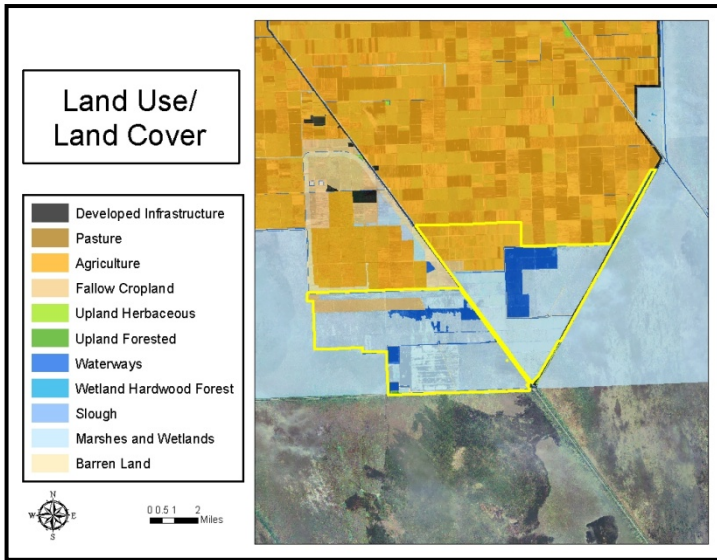 Land Use/
Land Cover
Developed Infrastructure
Pasture
Agriculture
Fallow Cropland
Upland Herbaceous
Upland Forested
Waterways
Wetland Hardwood Forest
Slough
Marshes and Wetlands
Barren Land
N
W E
S
0 0.5 1 2
Miles